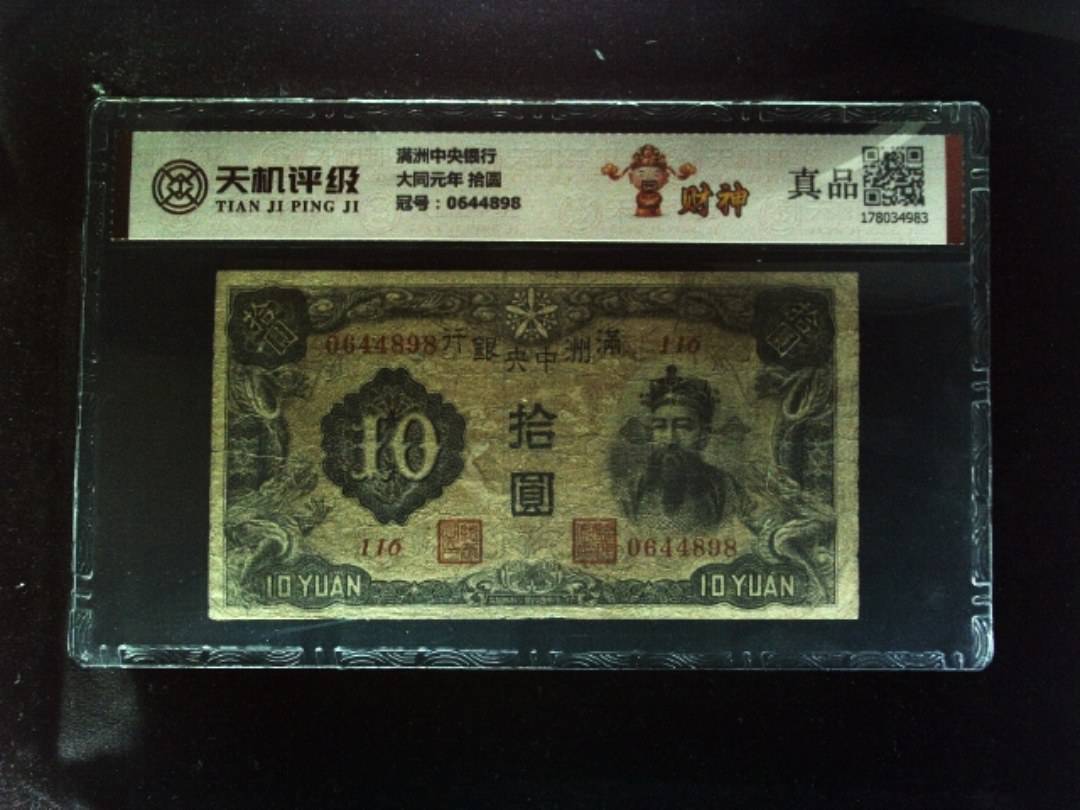 天机评级
TIAN JI PING JI
满洲中央银行
大同元年 拾圆
冠号：0644898
财神
真品
178034983
拾
拾
0644898
行銀央中洲滿
116
10
拾
圓
116
0644898
10 YUAN
10 YUAN